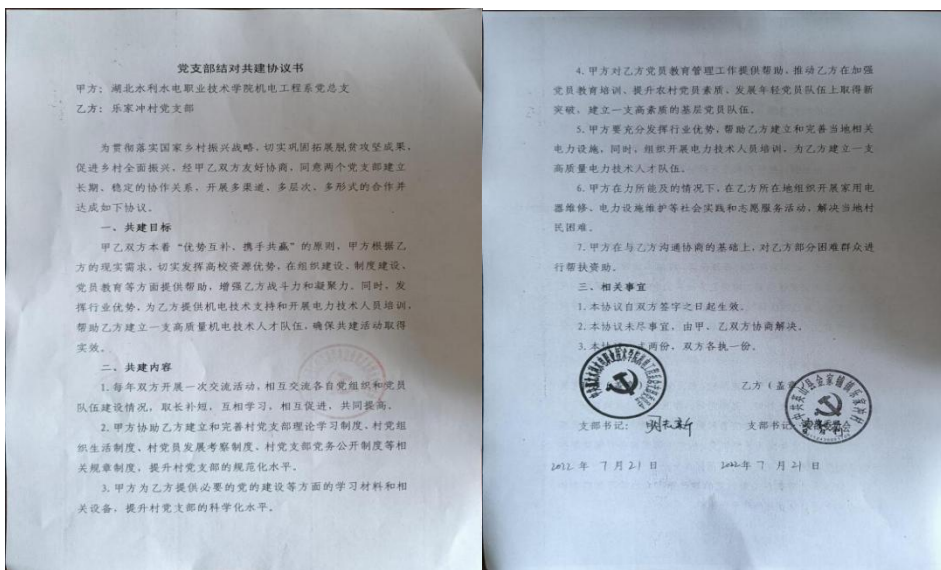 党支部结对共建协议书
甲方：湖北水利水电职业技术学院机电工程系党总支
乙方：乐家冲村党支部
为贯彻落实国家乡村振兴战略，切实巩固拓展脱贫攻坚成果，
促进乡村全面振兴，经甲乙双方友好协商，同意两个党支部建立
长期、稳定的协作关系，开展多渠道、多层次、多形式的合作并
达成如下协议。
一、共建目标
甲乙双方本着“优势互补，携手共赢”的原则，甲方根据乙
方的现实需求，切实发挥高校资源优势，在组织建设、制度建设、
党员教育等方面提供帮助，增强乙方战斗力和凝聚力。同时，发
挥行业优势，为乙方提供机电技术支持和开展电力技术人员培训，
帮助乙方建立一支高质量机电技术人才队伍，确保共建活动取得
实效。
二、共建内容
1.每年双方开展一次交流活动，相互交流各自党组织和党员
队伍建设情况，取长补短，互相学习，相互促进，共同提高。
2.甲方协助乙方建立和完善村党支部理论学习制度、村党组
织生活制度、村党员发展考察制度、村党支部党务公开制度等相
关规章制度，提升村党支部的规范化水平。
3.甲方为乙方提供必要的党的建设等方面的学习材料和相
关设备，提升村党支部的科学化水平。
4.甲方对乙方党员教育管理工作提供帮助，推动乙方在加强
党员教育培训、提升农村党员素质、发展年轻党员队伍上取得新
突破，建立一支高素质的基层党员队伍。
5.甲方要充分发挥行业优势，帮助乙方建立和完善当地相关
电力设施，同时，组织开展电力技术人员培训，为乙方建立一支
高质量电力技术人才队伍。
6.甲方在力所能及的情况下，在乙方所在地组织开展家用电
器维修、电力设施维护等社会实践和志愿服务活动，解决当地村
民困难。
7.甲方在与乙方沟通协商的基础上，对乙方部分困难群众进
行帮扶资助。
三、相关事宜
1.本协议自双方签字之日起生效。
2.本协议未尽事宜，由甲、乙双方协商解决。
3.本协议一式两份，双方各执一份。
乙方（盖章
支部书记： 支部书记
2022年7月21日 2022年7月21日